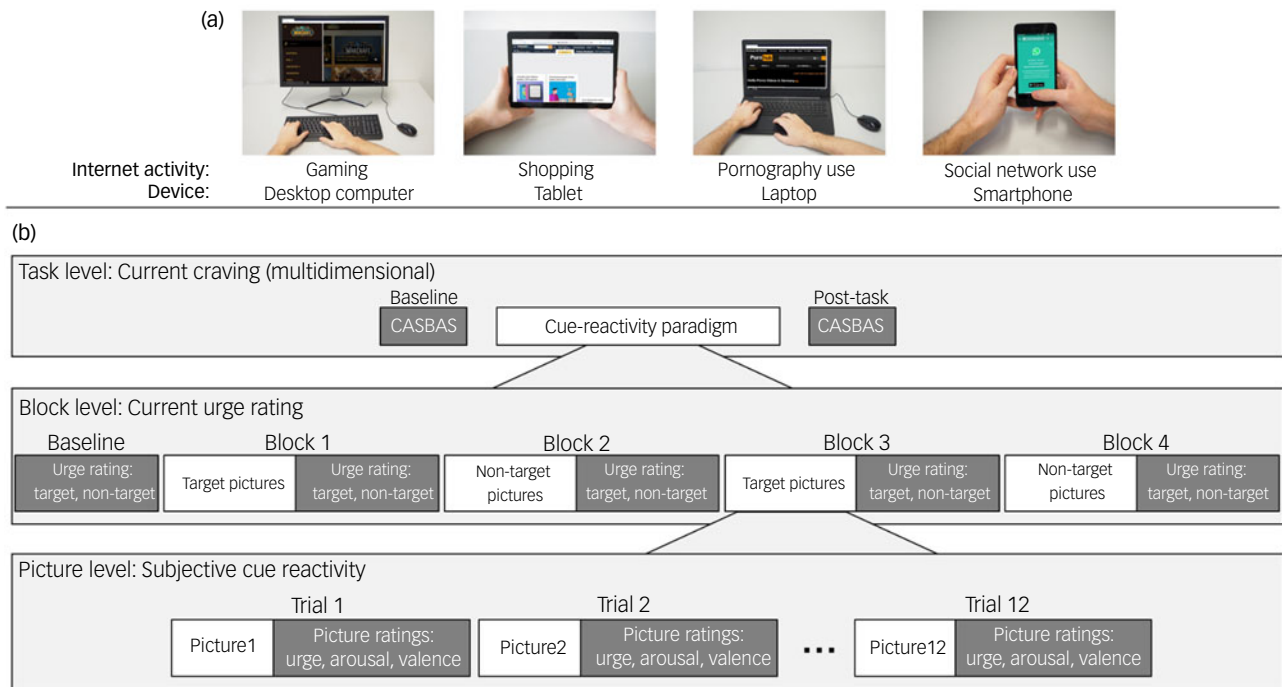 (a)
WARCRAFT
Porn hub
Internet activity:
Device:
Gaming
Desktop computer
Shopping
Tablet
Pornography use
Laptop
Social network use
Smartphone
(b)
Task level: Current craving (multidimensional)
Baseline
CASBAS
Cue-reactivity paradigm
Post-task
CASBAS
Block level: Current urge rating
Baseline
Urge rating:
target, non-target
Block 1
Target pictures
Urge rating:
target, non-target
Block 2
Non-target
pictures
Urge rating:
target, non-target
Block 3
Target pictures
Urge rating:
target, non-target
Block 4
Non-target
pictures
Urge rating:
target, non-target
Picture level: Subjective cue reactivity
Trial 1
Picture1
Picture ratings:
urge, arousal, valence
Trial 2
Picture2
Picture ratings:
urge, arousal, valence
•••
Trial 12
Picture12
Picture ratings:
urge, arousal, valence